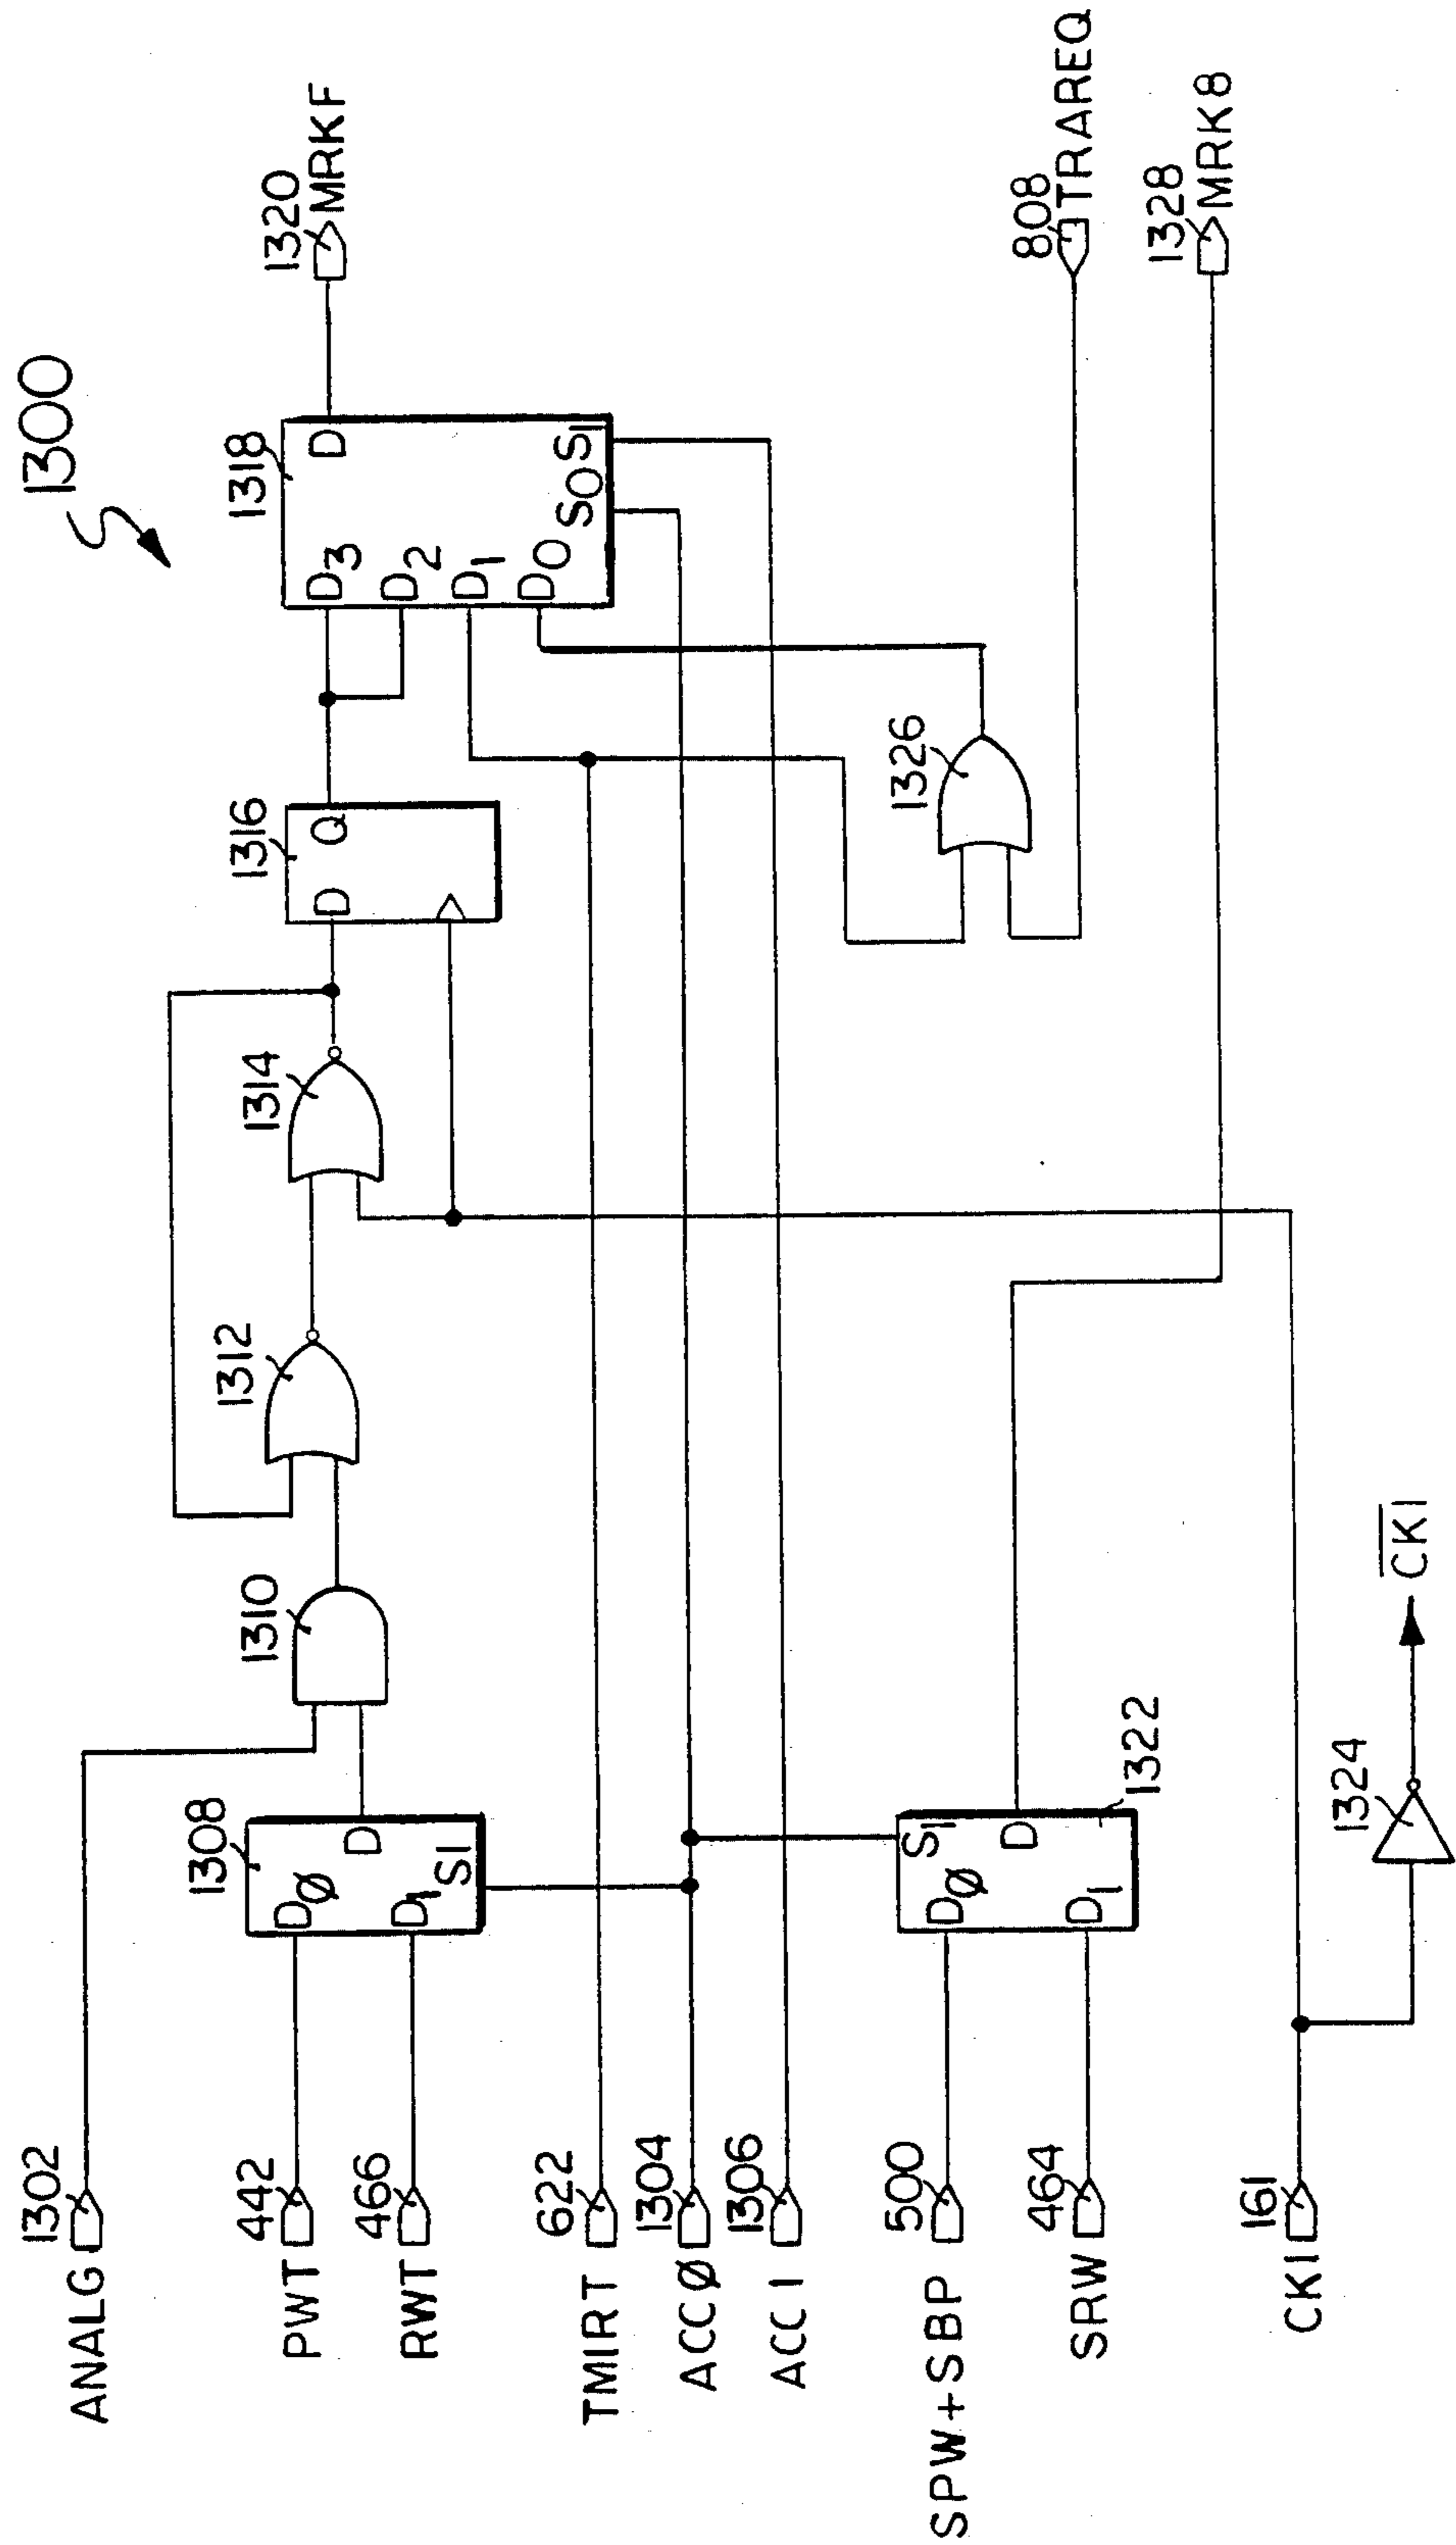 1300
1302
ANALG
442
PWT
466
RWT
622
TMIRT
1304
ACCØ
1306
ACC 1
500
SPW+SBP
464
SRW
161
CK1
1308
DØ
D1
D
S1
1310
1312
1314
1316
D
Q
1318
D3
D2
D1
D0
D
S0
S1
1320
MRKF
1322
S1
DØ
D1
D
1324
CK1
1326
808
TRAREQ
1328
MRK8